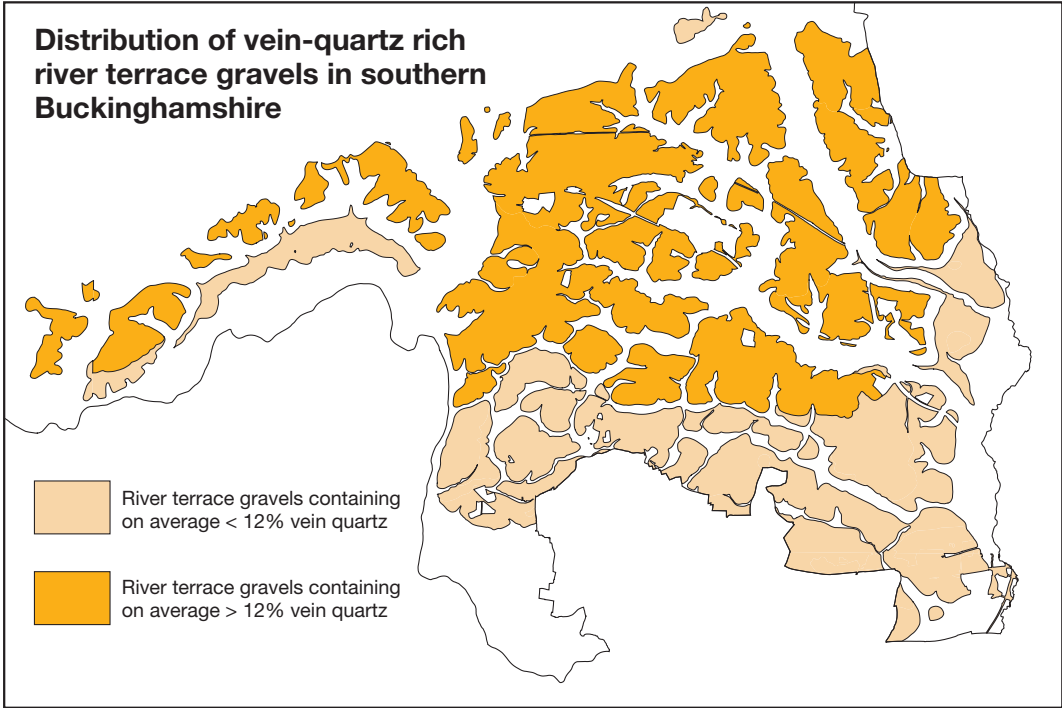 Distribution of vein-quartz rich
river terrace gravels in southern
Buckinghamshire
River terrace gravels containing
on average < 12% vein quartz
River terrace gravels containing
on average > 12% vein quartz